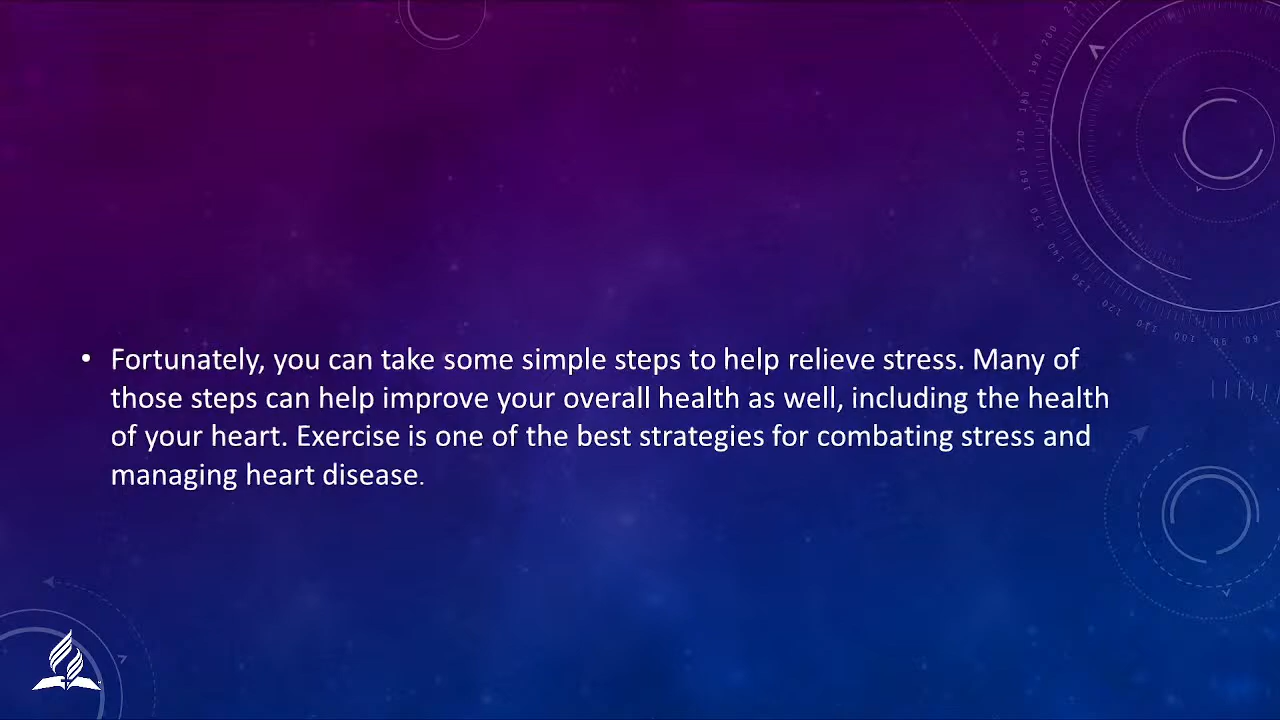 • Fortunately, you can take some simple steps to help relieve stress. Many of
those steps can help improve your overall health as well, including the health
of your heart. Exercise is one of the best strategies for combating stress and
managing heart disease.